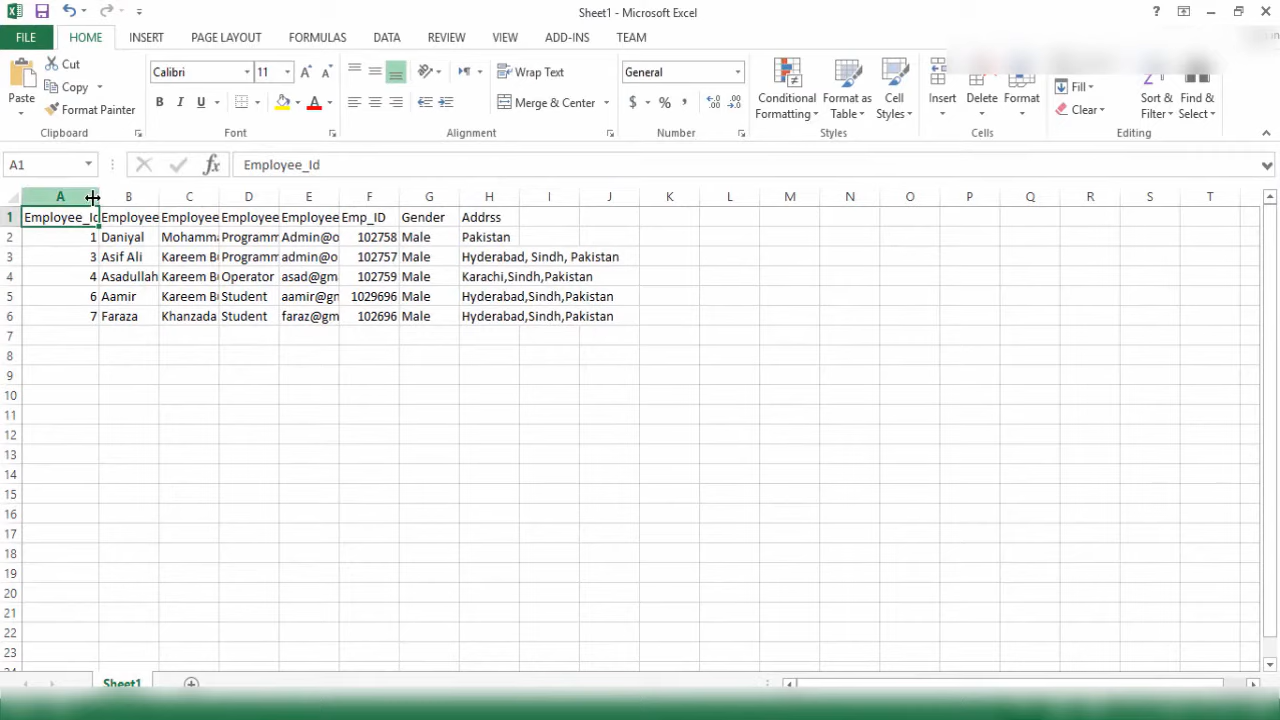 Sheet1 - Microsoft Excel
?
FILE HOME INSERT PAGE LAYOUT FORMULAS DATA REVIEW VIEW ADD-INS TEAM
Paste
Cut
Copy
Format Painter
Clipboard
Calibri 11
A A
B I U A
Font
Wrap Text
Merge & Center
Alignment
General
$ % ,
Number
Conditional Formatting
Format as Table
Cell Styles
Styles
Insert Delete Format
Cells
Fill
Clear
Sort & Filter
Find & Select
Editing
A1 fx Employee_Id
A B C D E F G H I J K L M N O P Q R S T
1 Employee_Id Employee Employee Employee Employee Emp_ID Gender Addrss
2 1 Daniyal Mohamma Programm Admin@o 102758 Male Pakistan
3 3 Asif Ali Kareem Bu Programm admin@o 102757 Male Hyderabad, Sindh, Pakistan
4 4 Asadullah Kareem Bu Operator asad@gm 102759 Male Karachi,Sindh,Pakistan
5 6 Aamir Kareem Bu Student aamir@gn 1029696 Male Hyderabad,Sindh,Pakistan
6 7 Faraza Khanzada Student faraz@gm 102696 Male Hyderabad,Sindh,Pakistan
7
8
9
10
11
12
13
14
15
16
17
18
19
20
21
22
23
Sheet1